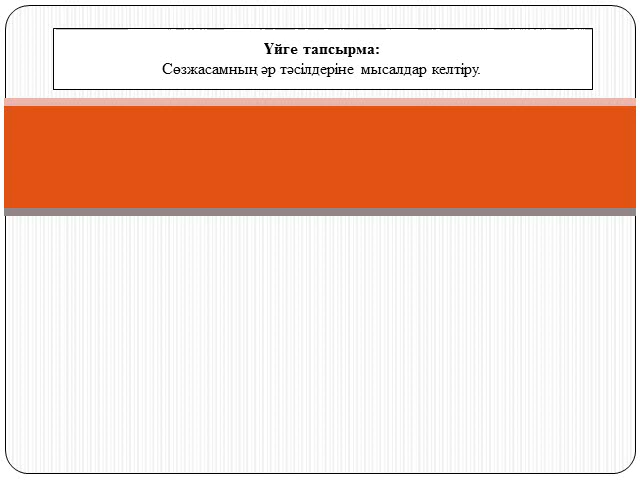 Үйге тапсырма:
Сөзжасамның әр тәсілдеріне мысалдар келтіру.